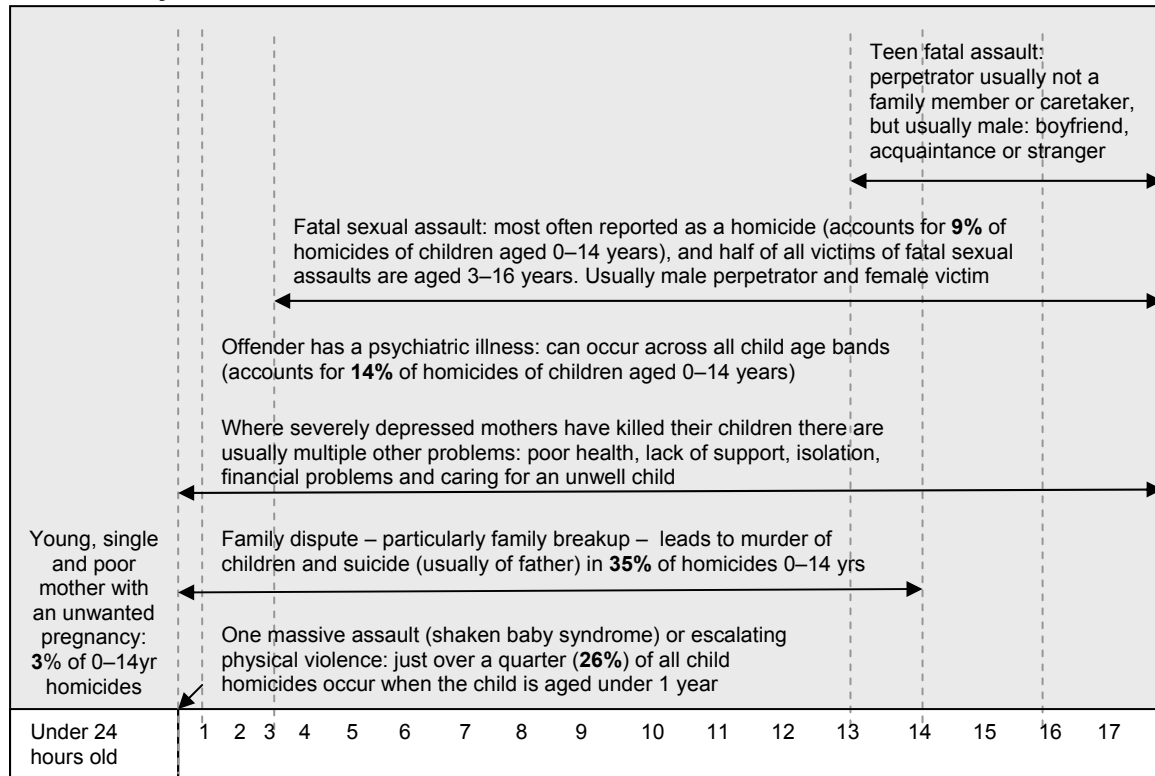 Teen fatal assault:
perpetrator usually not a
family member or caretaker,
but usually male: boyfriend,
acquaintance or stranger
Fatal sexual assault: most often reported as a homicide (accounts for 9% of
homicides of children aged 0–14 years), and half of all victims of fatal sexual
assaults are aged 3–16 years. Usually male perpetrator and female victim
Offender has a psychiatric illness: can occur across all child age bands
(accounts for 14% of homicides of children aged 0–14 years)
Where severely depressed mothers have killed their children there are
usually multiple other problems: poor health, lack of support, isolation,
financial problems and caring for an unwell child
Family dispute – particularly family breakup – leads to murder of
children and suicide (usually of father) in 35% of homicides 0–14 yrs
Young, single
and poor
mother with
an unwanted
pregnancy:
3% of 0–14yr
homicides
One massive assault (shaken baby syndrome) or escalating
physical violence: just over a quarter (26%) of all child
homicides occur when the child is aged under 1 year
Under 24
hours old
1 2 3 4 5 6 7 8 9 10 11 12 13 14 15 16 17